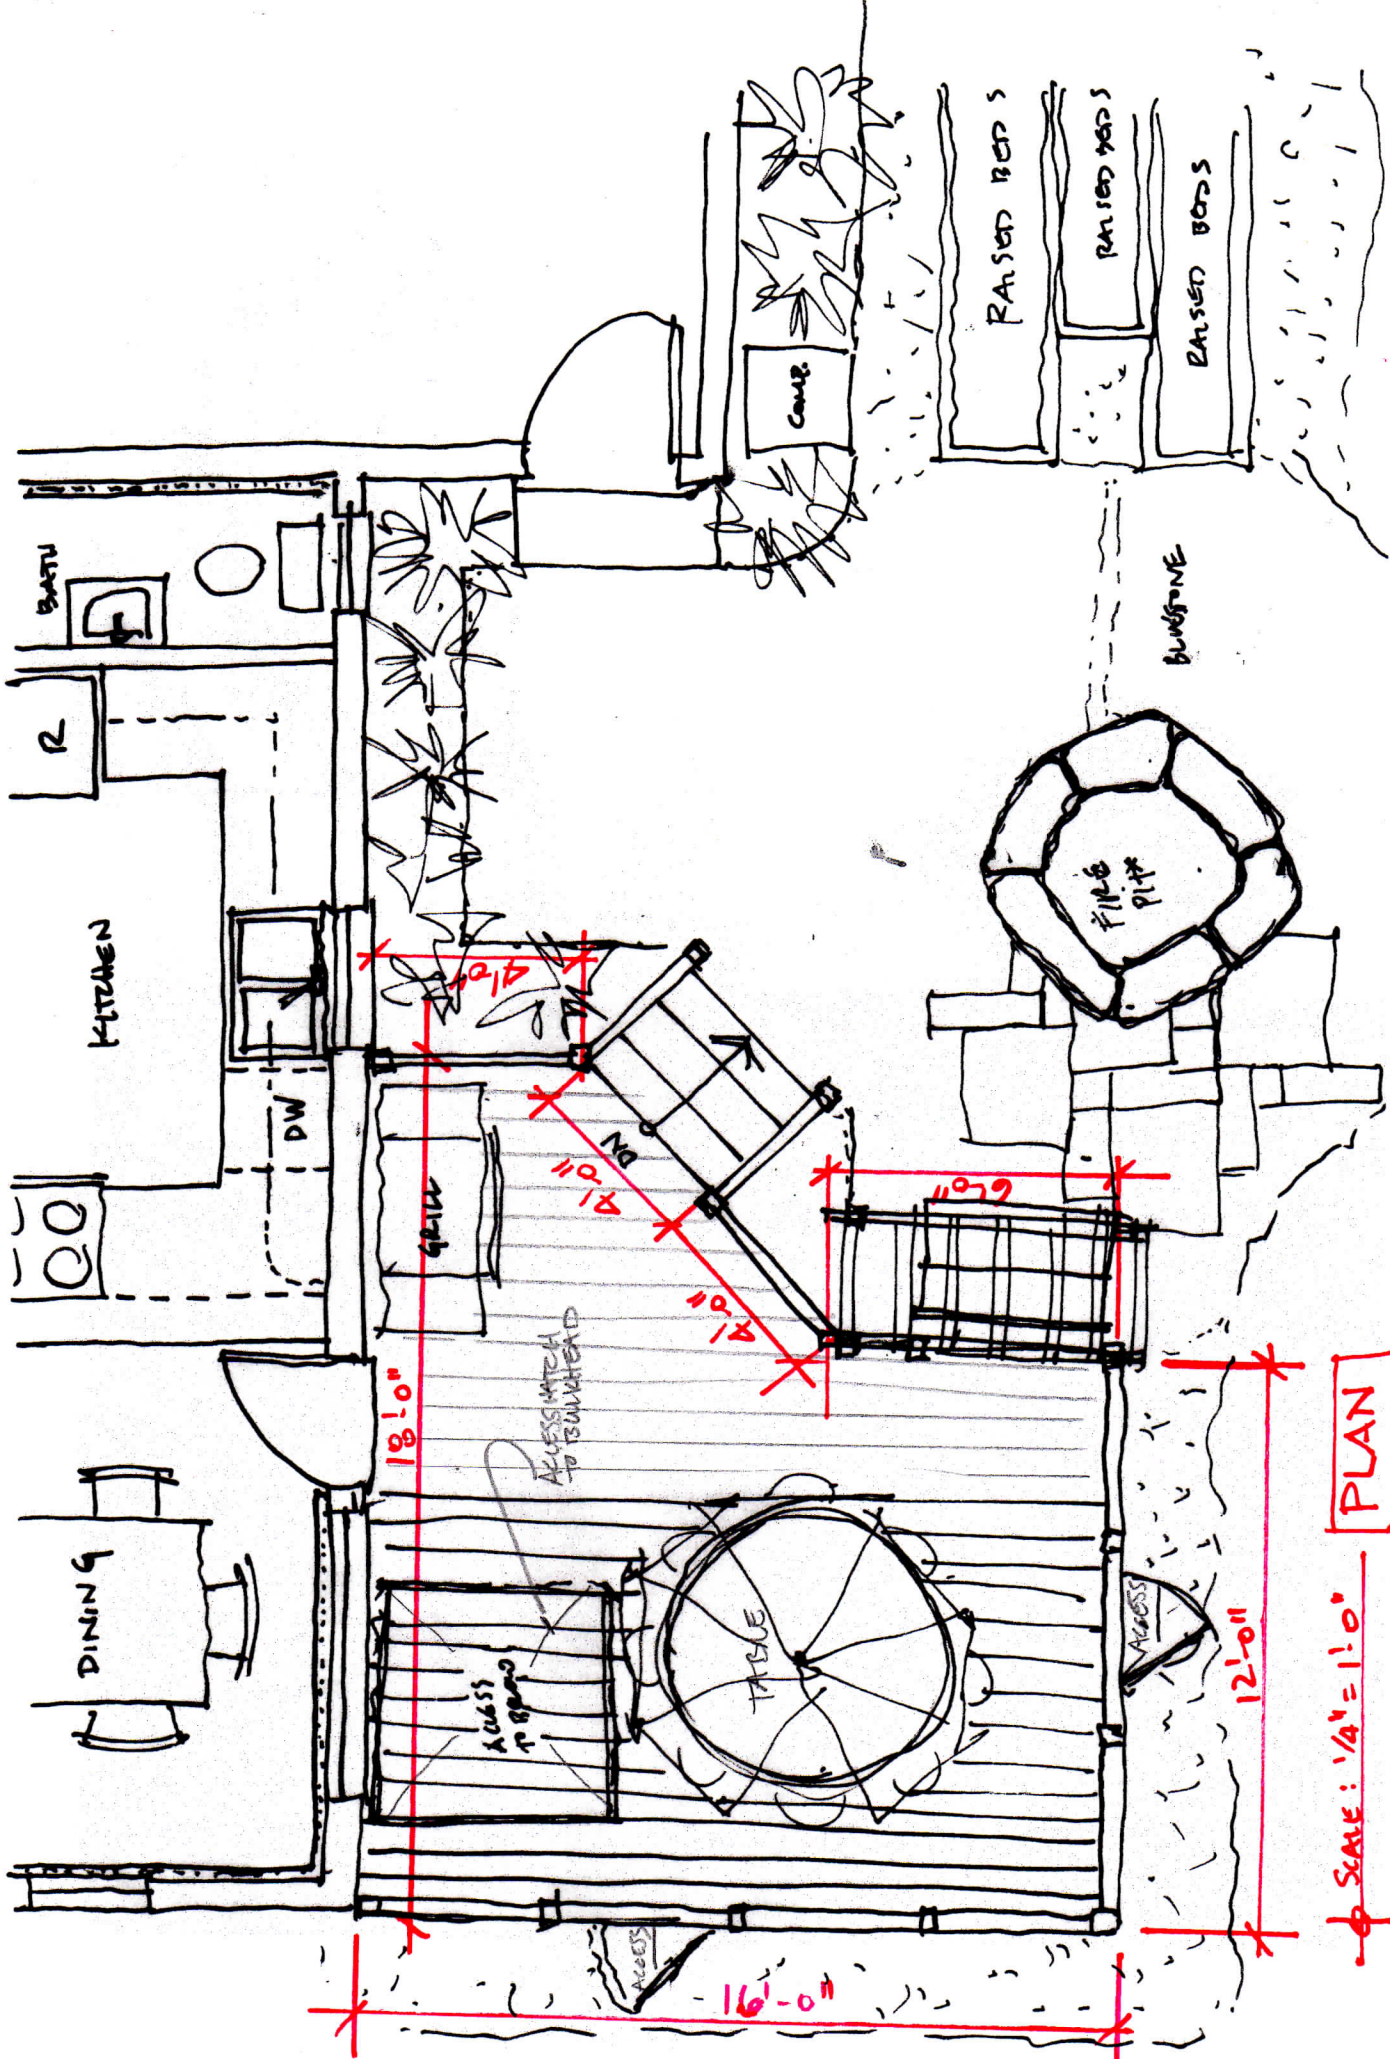 DINING
KITCHEN
BATH
R
DW
GRILL
18'-0"
4'-0"
DN
4'-0"
4'-0"
6'-0"
ACCESS HATCH
TO BULKHEAD
ACCESS
TABLE
ACCESS
ACCESS
16'-0"
12'-0"
COMP.
RAISED BEDS
RAISED BEDS
RAISED BEDS
BLUESTONE
FIRE
PIT
SCALE: 1/4" = 1'-0"
PLAN